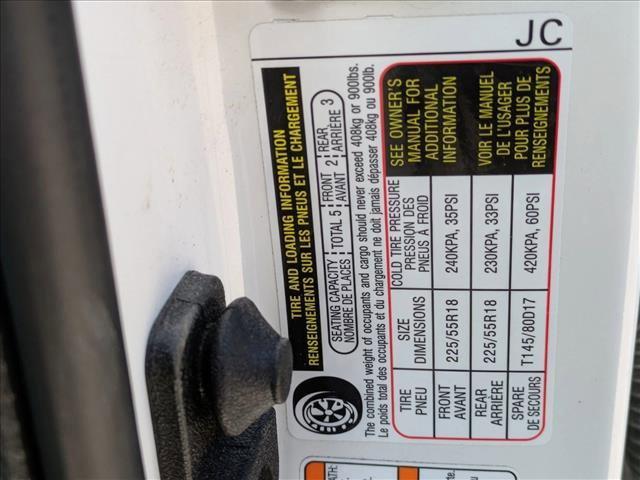 JC
TIRE AND LOADING INFORMATION
RENSEIGNEMENTS SUR LES PNEUS ET LE CHARGEMENT
SEATING CAPACITY TOTAL 5 FRONT 2 REAR 3
NOMBRE DE PLACES AVANT ARRIÈRE
The combined weight of occupants and cargo should never exceed 408kg or 900lbs.
Le poids total des occupants et du chargement ne doit jamais dépasser 408kg ou 900lb.
TIRE SIZE COLD TIRE PRESSURE SEE OWNER'S
PNEU DIMENSIONS PRESSION DES MANUAL FOR
PNEUS À FROID ADDITIONAL
INFORMATION
FRONT 225/55R18 240KPA, 35PSI
AVANT
REAR 225/55R18 230KPA, 33PSI VOIR LE MANUEL
ARRIÈRE DE L'USAGER
SPARE T145/80D17 420KPA, 60PSI POUR PLUS DE
DE SECOURS RENSEIGNEMENTS